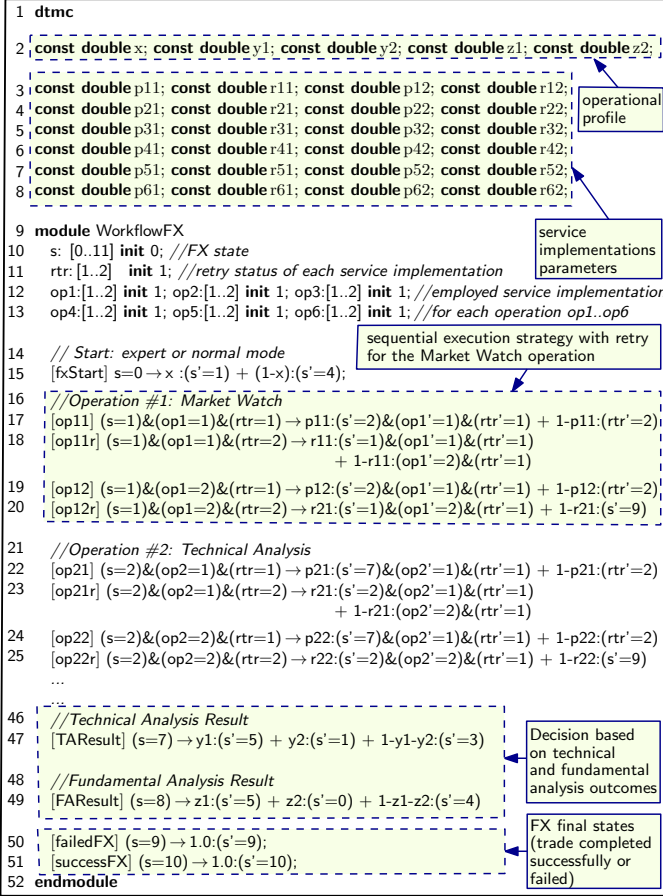 1 dtmc
2 const double x; const double y1; const double y2; const double z1; const double z2;
operational
profile
3 const double p11; const double r11; const double p12; const double r12;
4 const double p21; const double r21; const double p22; const double r22;
5 const double p31; const double r31; const double p32; const double r32;
6 const double p41; const double r41; const double p42; const double r42;
7 const double p51; const double r51; const double p52; const double r52;
8 const double p61; const double r61; const double p62; const double r62;
service
implementations
parameters
9 module WorkflowFX
10 s: [0..11] init 0; //FX state
11 rtr: [1..2] init 1; //retry status of each service implementation
12 op1:[1..2] init 1; op2:[1..2] init 1; op3:[1..2] init 1; //employed service implementation
13 op4:[1..2] init 1; op5:[1..2] init 1; op6:[1..2] init 1; //for each operation op1..op6
sequential execution strategy with retry
for the Market Watch operation
14 // Start: expert or normal mode
15 [fxStart] s=0→x :(s'=1) + (1-x):(s'=4);
16 //Operation #1: Market Watch
17 [op11] (s=1)&(op1=1)&(rtr=1)→p11:(s'=2)&(op1'=1)&(rtr'=1) + 1-p11:(rtr'=2)
18 [op11r] (s=1)&(op1=1)&(rtr=2)→r11:(s'=1)&(op1'=1)&(rtr'=1)
+ 1-r11:(op1'=2)&(rtr'=1)
19 [op12] (s=1)&(op1=2)&(rtr=1)→p12:(s'=2)&(op1'=1)&(rtr'=1) + 1-p12:(rtr'=2)
20 [op12r] (s=1)&(op1=2)&(rtr=2)→r21:(s'=1)&(op1'=2)&(rtr'=1) + 1-r21:(s'=9)
21 //Operation #2: Technical Analysis
22 [op21] (s=2)&(op2=1)&(rtr=1)→p21:(s'=7)&(op2'=1)&(rtr'=1) + 1-p21:(rtr'=2)
23 [op21r] (s=2)&(op2=1)&(rtr=2)→r21:(s'=2)&(op2'=1)&(rtr'=1)
+ 1-r21:(op2'=2)&(rtr'=1)
24 [op22] (s=2)&(op2=2)&(rtr=1)→p22:(s'=7)&(op2'=1)&(rtr'=1) + 1-p22:(rtr'=2)
25 [op22r] (s=2)&(op2=2)&(rtr=2)→r22:(s'=2)&(op2'=2)&(rtr'=1) + 1-r22:(s'=9)
...
...
46 //Technical Analysis Result
47 [TAResult] (s=7)→y1:(s'=5) + y2:(s'=1) + 1-y1-y2:(s'=3)
48 //Fundamental Analysis Result
49 [FAResult] (s=8)→z1:(s'=5) + z2:(s'=0) + 1-z1-z2:(s'=4)
Decision based
on technical
and fundamental
analysis outcomes
50 [failedFX] (s=9)→1.0:(s'=9);
51 [successFX] (s=10)→1.0:(s'=10);
52 endmodule
FX final states
(trade completed
successfully or
failed)